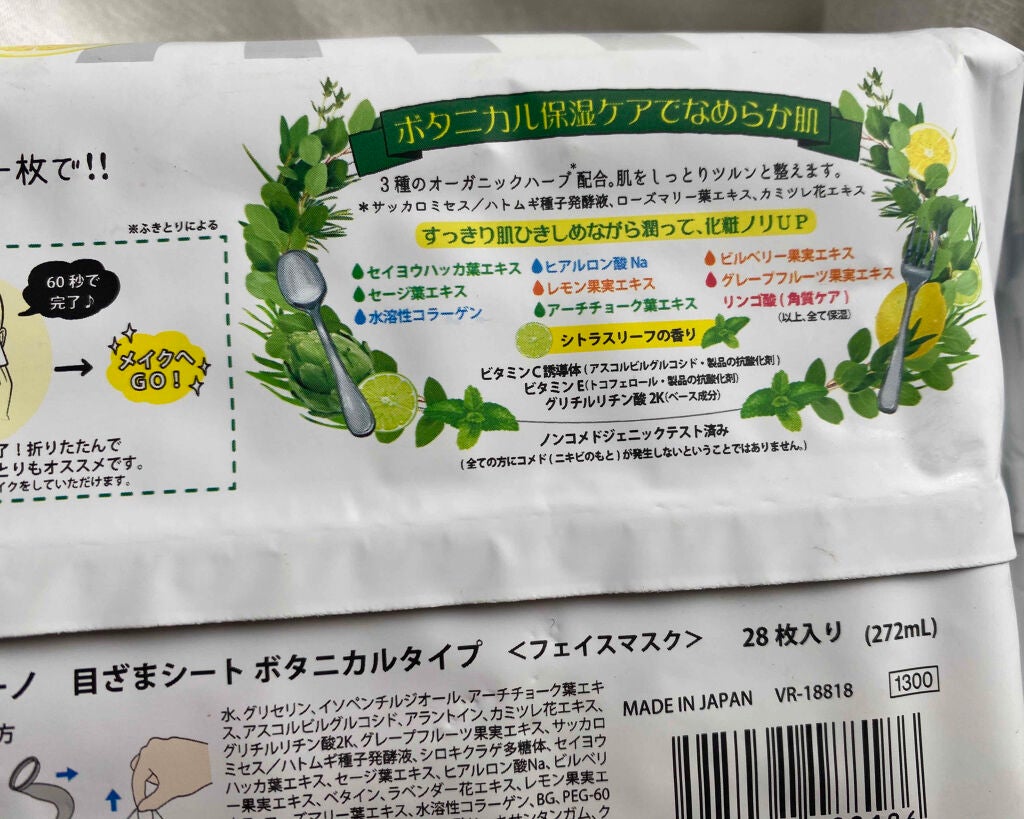 ボタニカル保湿ケアでなめらか肌
一枚で!!
3種のオーガニックハーブ*配合。肌をしっとりツルンと整えます。
*サッカロミセス/ハトムギ種子発酵液、ローズマリー葉エキス、カミツレ花エキス
※ふきとりによる
すっきり肌ひきしめながら潤って、化粧ノリUP
60秒で
完了♪
セイヨウハッカ葉エキス ヒアルロン酸Na ビルベリー果実エキス
セージ葉エキス レモン果実エキス グレープフルーツ果実エキス
水溶性コラーゲン アーチチョーク葉エキス リンゴ酸(角質ケア)
(以上、全て保湿)
シトラスリーフの香り
メイクへ
GO!
ビタミンC誘導体(アスコルビルグルコシド・製品の抗酸化剤)
ビタミンE(トコフェロール・製品の抗酸化剤)
グリチルリチン酸2K(ベース成分)
ノンコメドジェニックテスト済み
(全ての方にコメド(ニキビのもと)が発生しないということではありません。)
了!折りたたんで
とりもオススメです。
イクをしていただけます。
ーノ 目ざまシート ボタニカルタイプ <フェイスマスク> 28枚入り (272mL)
方
水、グリセリン、イソペンチルジオール、アーチチョーク葉エキ
ス、アスコルビルグルコシド、アラントイン、カミツレ花エキス、
グリチルリチン酸2K、グレープフルーツ果実エキス、サッカロ
ミセス/ハトムギ種子発酵液、シロキクラゲ多糖体、セイヨウ
ハッカ葉エキス、セージ葉エキス、ヒアルロン酸Na、ビルベリ
ー果実エキス、ベタイン、ラベンダー花エキス、レモン果実エ
ローズマリー葉エキス、水溶性コラーゲン、BG、PEG-60
キサンタンガム、ク
MADE IN JAPAN VR-18818 1300